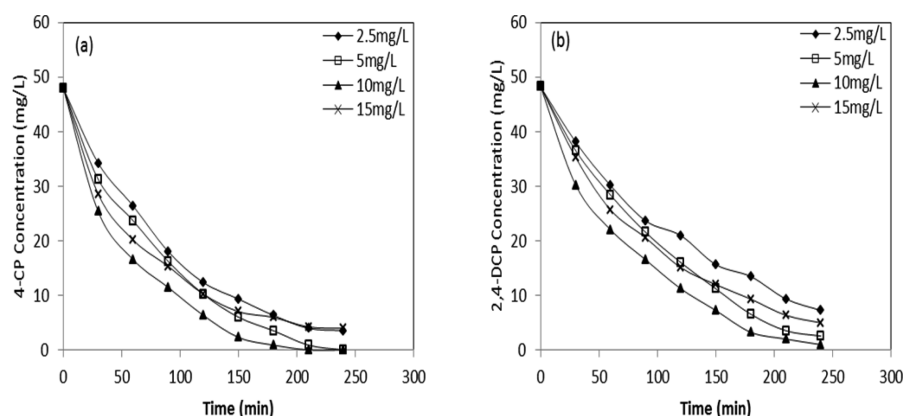 (a)
4-CP Concentration (mg/L)
60
50
40
30
20
10
0
2.5mg/L
5mg/L
10mg/L
15mg/L
0 50 100 150 200 250 300
Time (min)
(b)
2,4-DCP Concentration (mg/L)
60
50
40
30
20
10
0
2.5mg/L
5mg/L
10mg/L
15mg/L
0 50 100 150 200 250 300
Time (min)